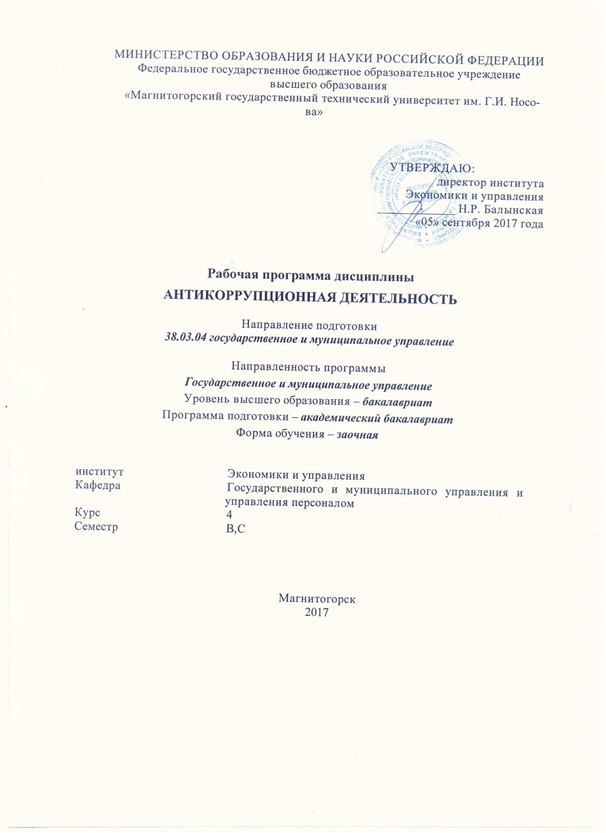 МИНИСТЕРСТВО ОБРАЗОВАНИЯ И НАУКИ РОССИЙСКОЙ ФЕДЕРАЦИИ
Федеральное государственное бюджетное образовательное учреждение
высшего образования
«Магнитогорский государственный технический университет им. Г.И. Носо-
ва»
УТВЕРЖДАЮ:
директор института
Экономики и управления
Н.Р. Балынская
«05» сентября 2017 года
Рабочая программа дисциплины
АНТИКОРРУПЦИОННАЯ ДЕЯТЕЛЬНОСТЬ
Направление подготовки
38.03.04 государственное и муниципальное управление
Направленность программы
Государственное и муниципальное управление
Уровень высшего образования – бакалавриат
Программа подготовки – академический бакалавриат
Форма обучения – заочная
институт Экономики и управления
Кафедра Государственного и муниципального управления и
управления персоналом
Курс 4
Семестр В,С
Магнитогорск
2017